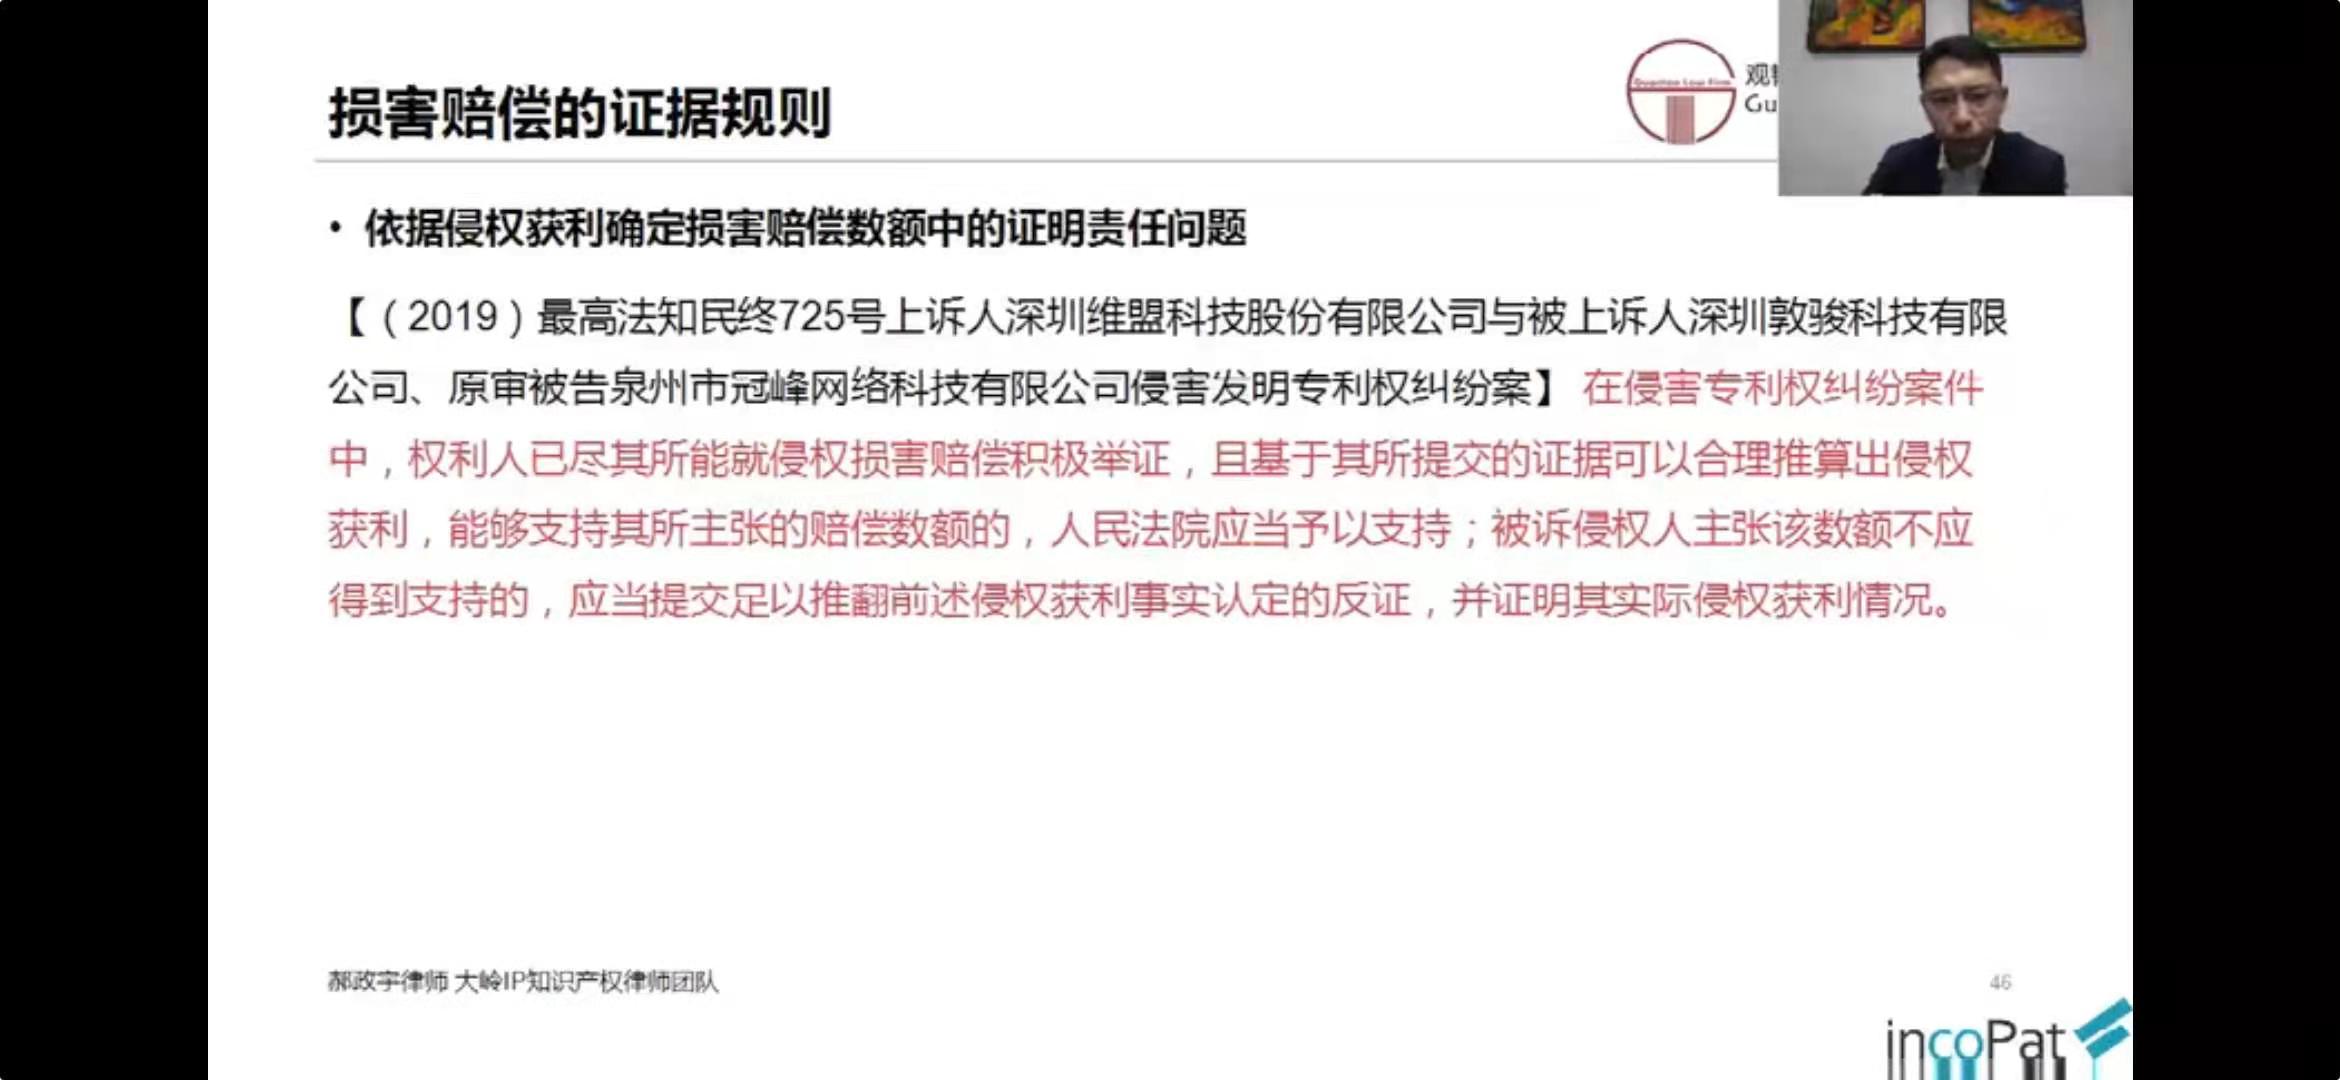 损害赔偿的证据规则
Guantao Law Firm
观
Gu
• 依据侵权获利确定损害赔偿数额中的证明责任问题
【（2019）最高法知民终725号上诉人深圳维盟科技股份有限公司与被上诉人深圳敦骏科技有限
公司、原审被告泉州市冠峰网络科技有限公司侵害发明专利权纠纷案】 在侵害专利权纠纷案件
中，权利人已尽其所能就侵权损害赔偿积极举证，且基于其所提交的证据可以合理推算出侵权
获利，能够支持其所主张的赔偿数额的，人民法院应当予以支持；被诉侵权人主张该数额不应
得到支持的，应当提交足以推翻前述侵权获利事实认定的反证，并证明其实际侵权获利情况。
郝政宇律师 大岭IP知识产权律师团队
46
incoPat